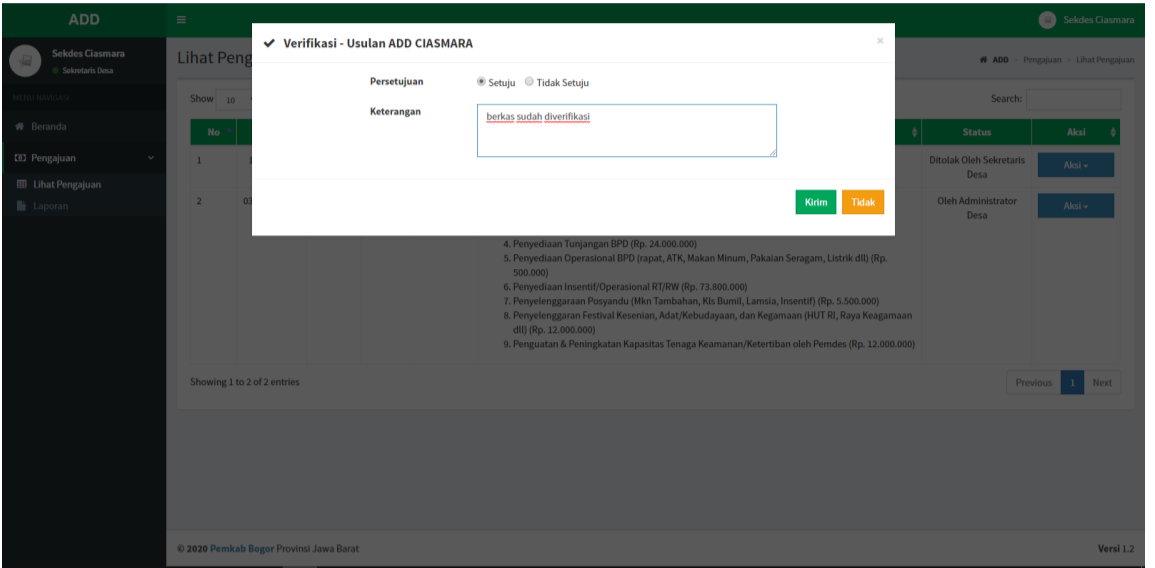 ADD
Sekdes Ciasmara
Sekdes Ciasmara
Sekretaris Desa
MENU NAVIGASI
Beranda
Pengajuan
Lihat Pengajuan
Laporan
Lihat Peng
ADD > Pengajuan > Lihat Pengajuan
Verifikasi - Usulan ADD CIASMARA
×
Persetujuan
Setuju
Tidak Setuju
Keterangan
berkas sudah diverifikasi
Kirim
Tidak
Show 10
Search:
No
Status
Aksi
1
1
Ditolak Oleh Sekretaris
Desa
Aksi
2
03
Oleh Administrator
Desa
Aksi
4. Penyediaan Tunjangan BPD (Rp. 24.000.000)
5. Penyediaan Operasional BPD (rapat, ATK, Makan Minum, Pakaian Seragam, Listrik dll) (Rp.
500.000)
6. Penyediaan Insentif/Operasional RT/RW (Rp. 73.800.000)
7. Penyelenggaraan Posyandu (Mkn Tambahan, Kls Bumil, Lamsia, Insentif) (Rp. 5.500.000)
8. Penyelenggaran Festival Kesenian, Adat/Kebudayaan, dan Kegamaan (HUT RI, Raya Keagamaan
dll) (Rp. 12.000.000)
9. Penguatan & Peningkatan Kapasitas Tenaga Keamanan/Ketertiban oleh Pemdes (Rp. 12.000.000)
Showing 1 to 2 of 2 entries
Previous 1 Next
© 2020 Pemkab Bogor Provinsi Jawa Barat
Versi 1.2